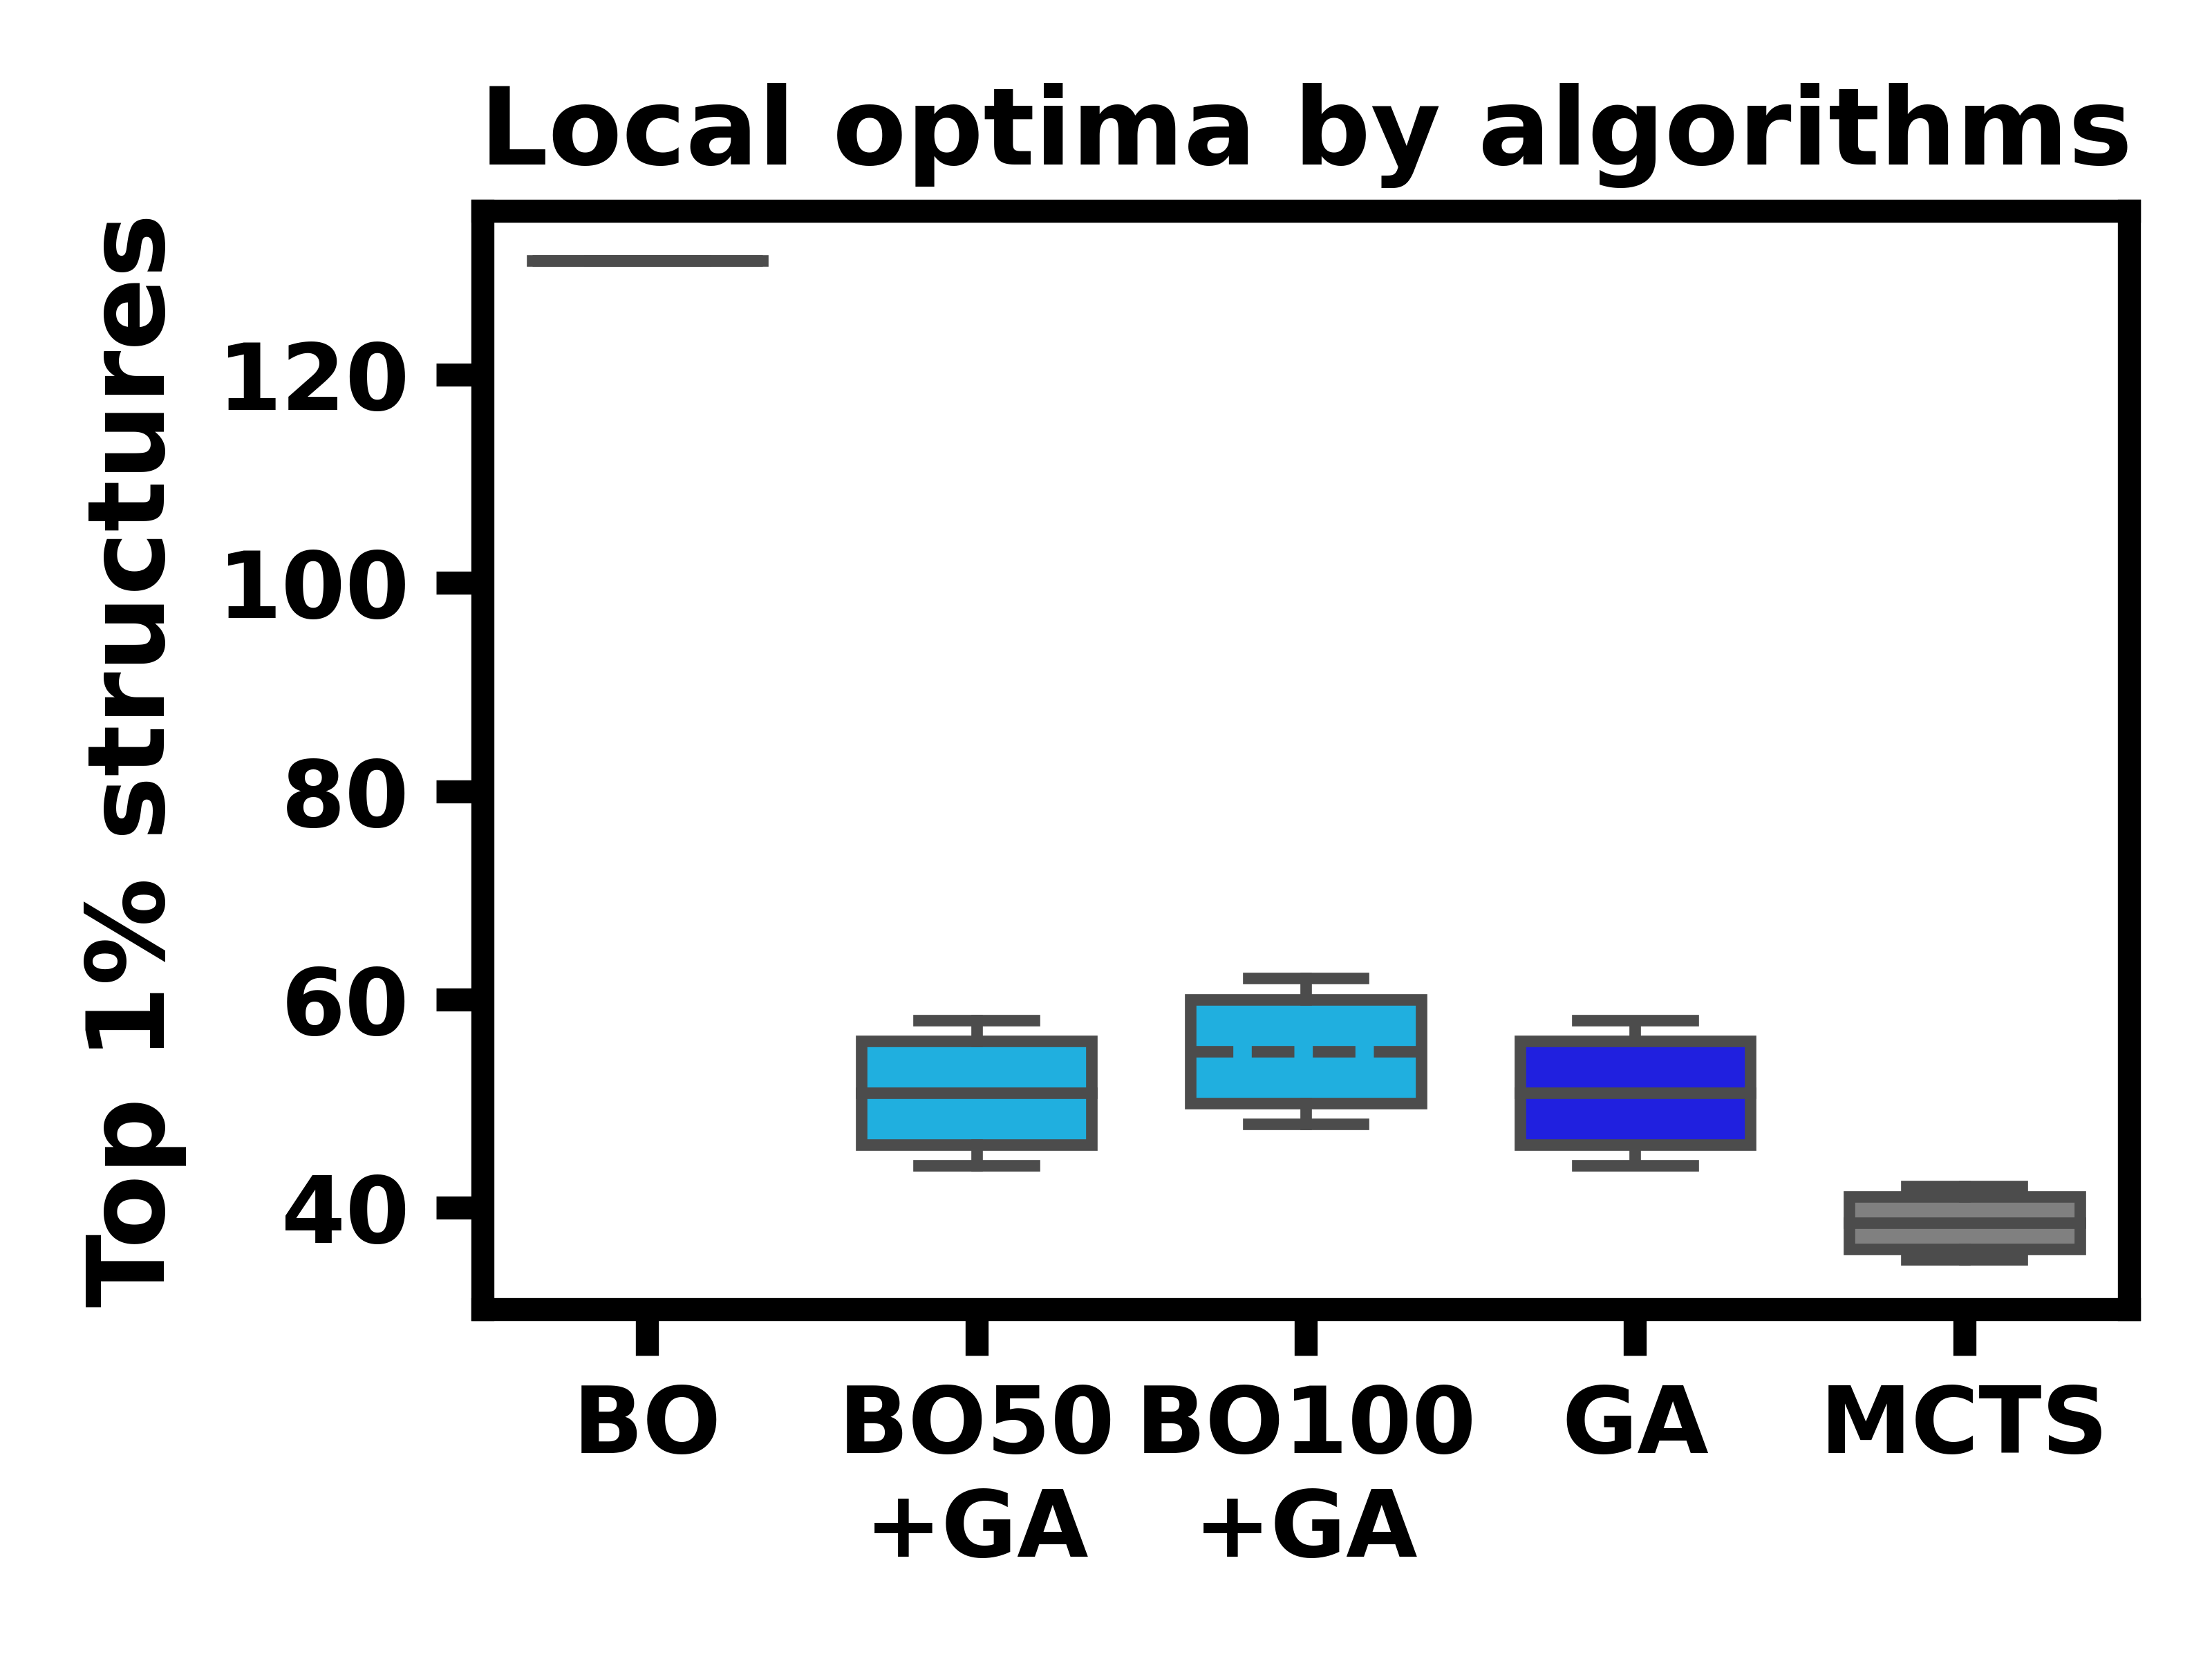 Local optima by algorithms
Top 1% structures
120
100
80
60
40
BO
BO50
+GA
BO100
+GA
GA
MCTS